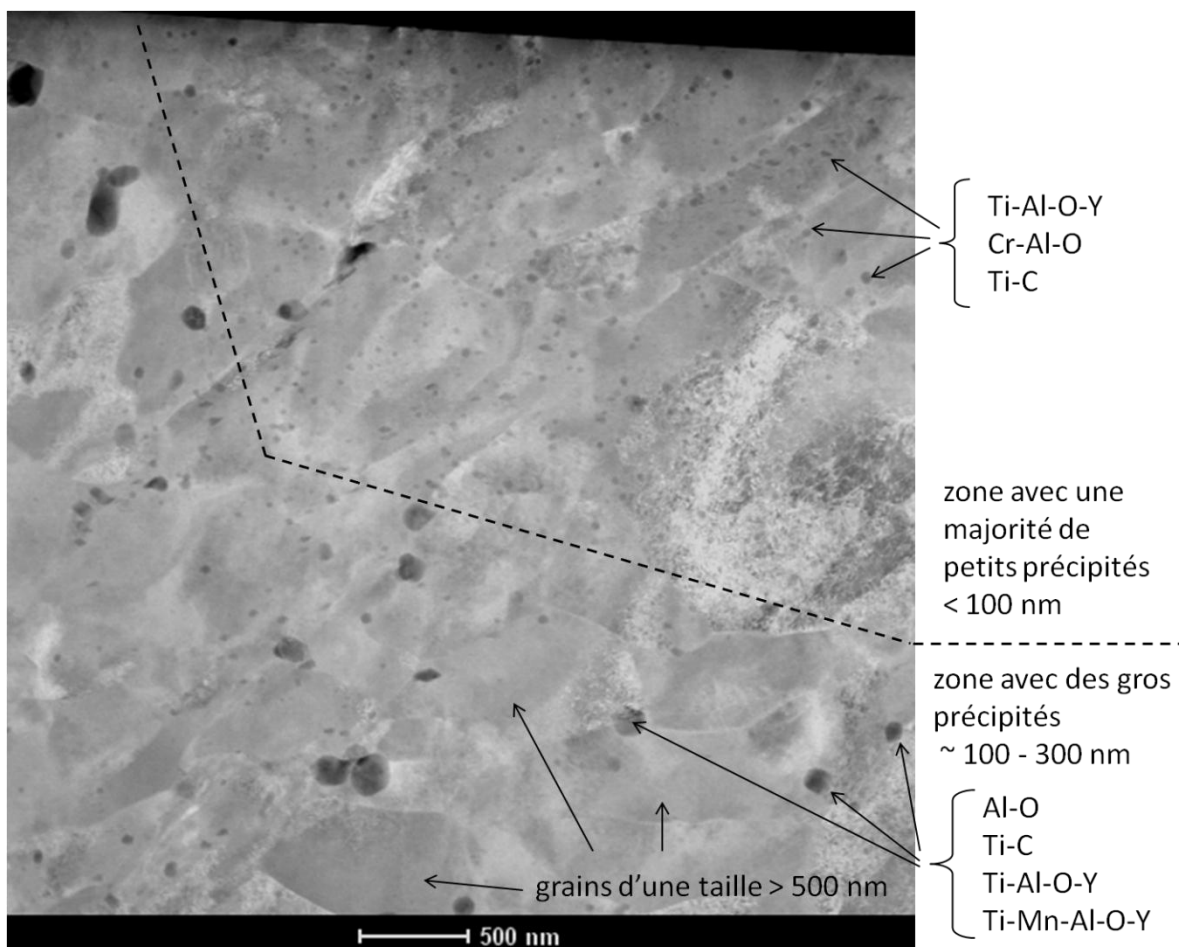 Ti-Al-O-Y
Cr-Al-O
Ti-C
zone avec une
majorité de
petits précipités
< 100 nm
zone avec des gros
précipités
~ 100 - 300 nm
Al-O
Ti-C
Ti-Al-O-Y
Ti-Mn-Al-O-Y
grains d'une taille > 500 nm
500 nm